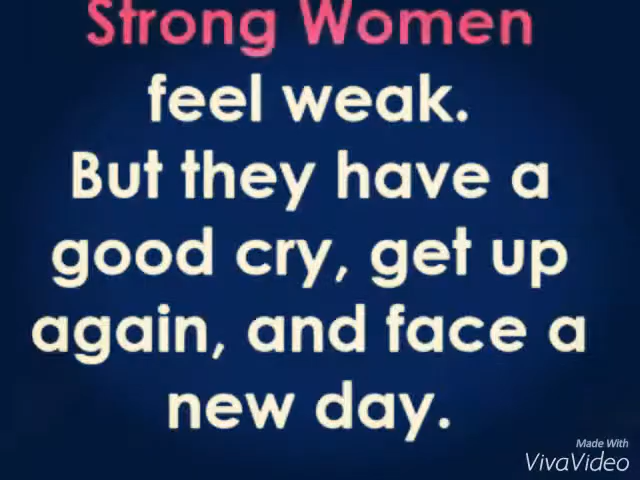 Strong Women
feel weak.
But they have a
good cry, get up
again, and face a
new day.
Made With
VivaVideo